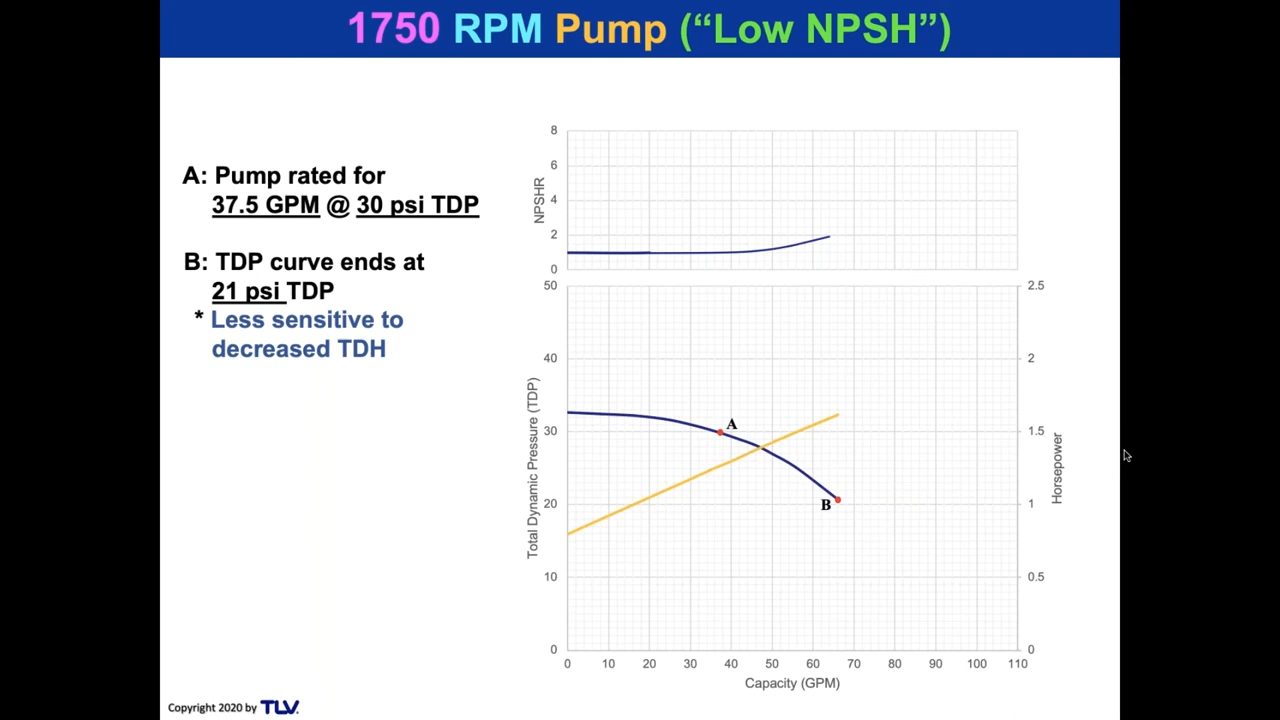 1750 RPM Pump (“Low NPSH”)
A: Pump rated for
37.5 GPM @ 30 psi TDP
B: TDP curve ends at
21 psi TDP
* Less sensitive to
decreased TDH
8
6
4
2
0
NPSHR
50
40
30
20
10
0
Total Dynamic Pressure (TDP)
2.5
2
1.5
1
0.5
0
Horsepower
A
B
0 10 20 30 40 50 60 70 80 90 100 110
Capacity (GPM)
Copyright 2020 by TLV.